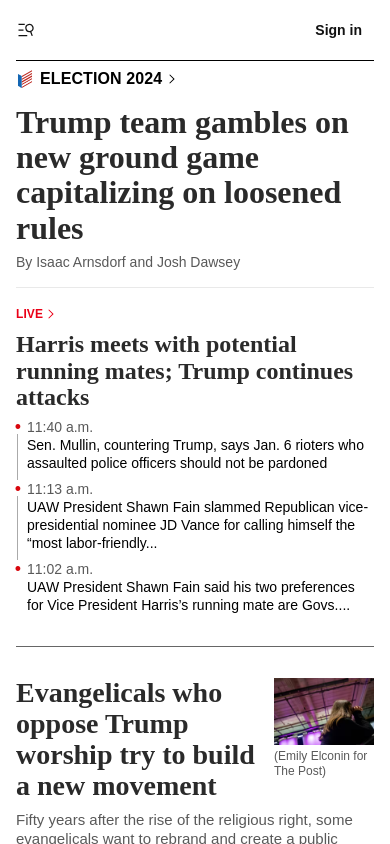 Sign in
ELECTION 2024
Trump team gambles on
new ground game
capitalizing on loosened
rules
By Isaac Arnsdorf and Josh Dawsey
LIVE
Harris meets with potential
running mates; Trump continues
attacks
11:40 a.m.
Sen. Mullin, countering Trump, says Jan. 6 rioters who
assaulted police officers should not be pardoned
11:13 a.m.
UAW President Shawn Fain slammed Republican vice-
presidential nominee JD Vance for calling himself the
“most labor-friendly...
11:02 a.m.
UAW President Shawn Fain said his two preferences
for Vice President Harris’s running mate are Govs....
Evangelicals who
oppose Trump
worship try to build
a new movement
(Emily Elconin for
The Post)
Fifty years after the rise of the religious right, some
evangelicals want to rebrand and create a public